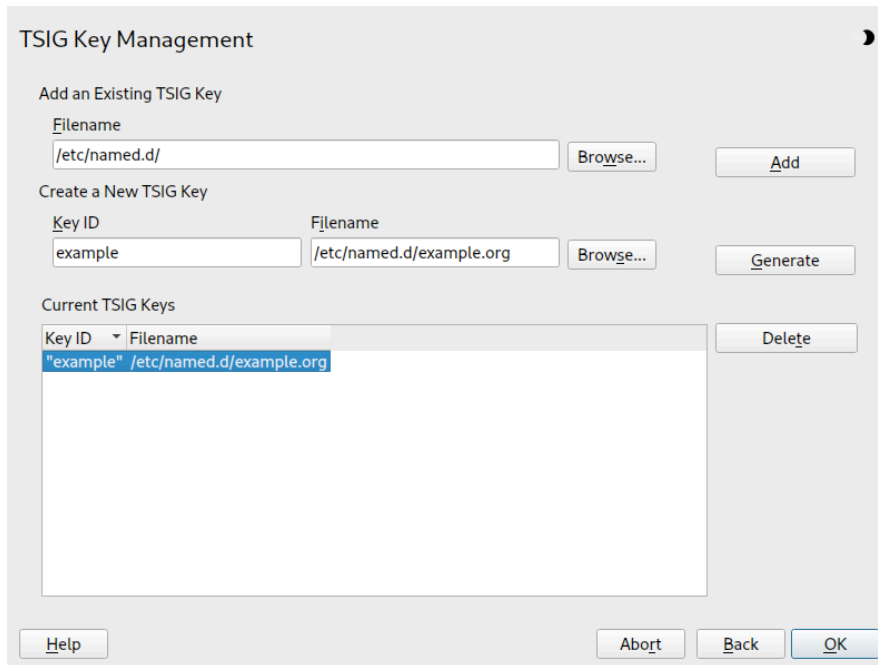 TSIG Key Management
Add an Existing TSIG Key
Filename
/etc/named.d/
Browse...
Add
Create a New TSIG Key
Key ID
Filename
example
/etc/named.d/example.org
Browse...
Generate
Current TSIG Keys
Key ID
Filename
Delete
"example" /etc/named.d/example.org
Help
Abort
Back
OK